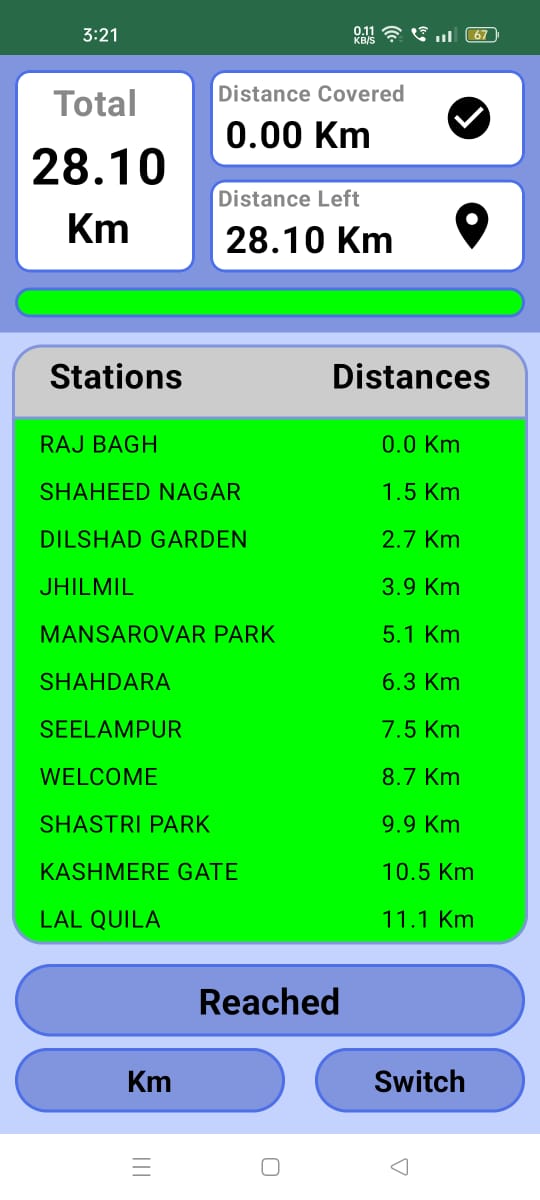 3:21
0.11
KB/S
67
Total
28.10
Km
Distance Covered
0.00 Km
Distance Left
28.10 Km
Stations Distances
RAJ BAGH 0.0 Km
SHAHEED NAGAR 1.5 Km
DILSHAD GARDEN 2.7 Km
JHILMIL 3.9 Km
MANSAROVAR PARK 5.1 Km
SHAHDARA 6.3 Km
SEELAMPUR 7.5 Km
WELCOME 8.7 Km
SHASTRI PARK 9.9 Km
KASHMERE GATE 10.5 Km
LAL QUILA 11.1 Km
Reached
Km Switch